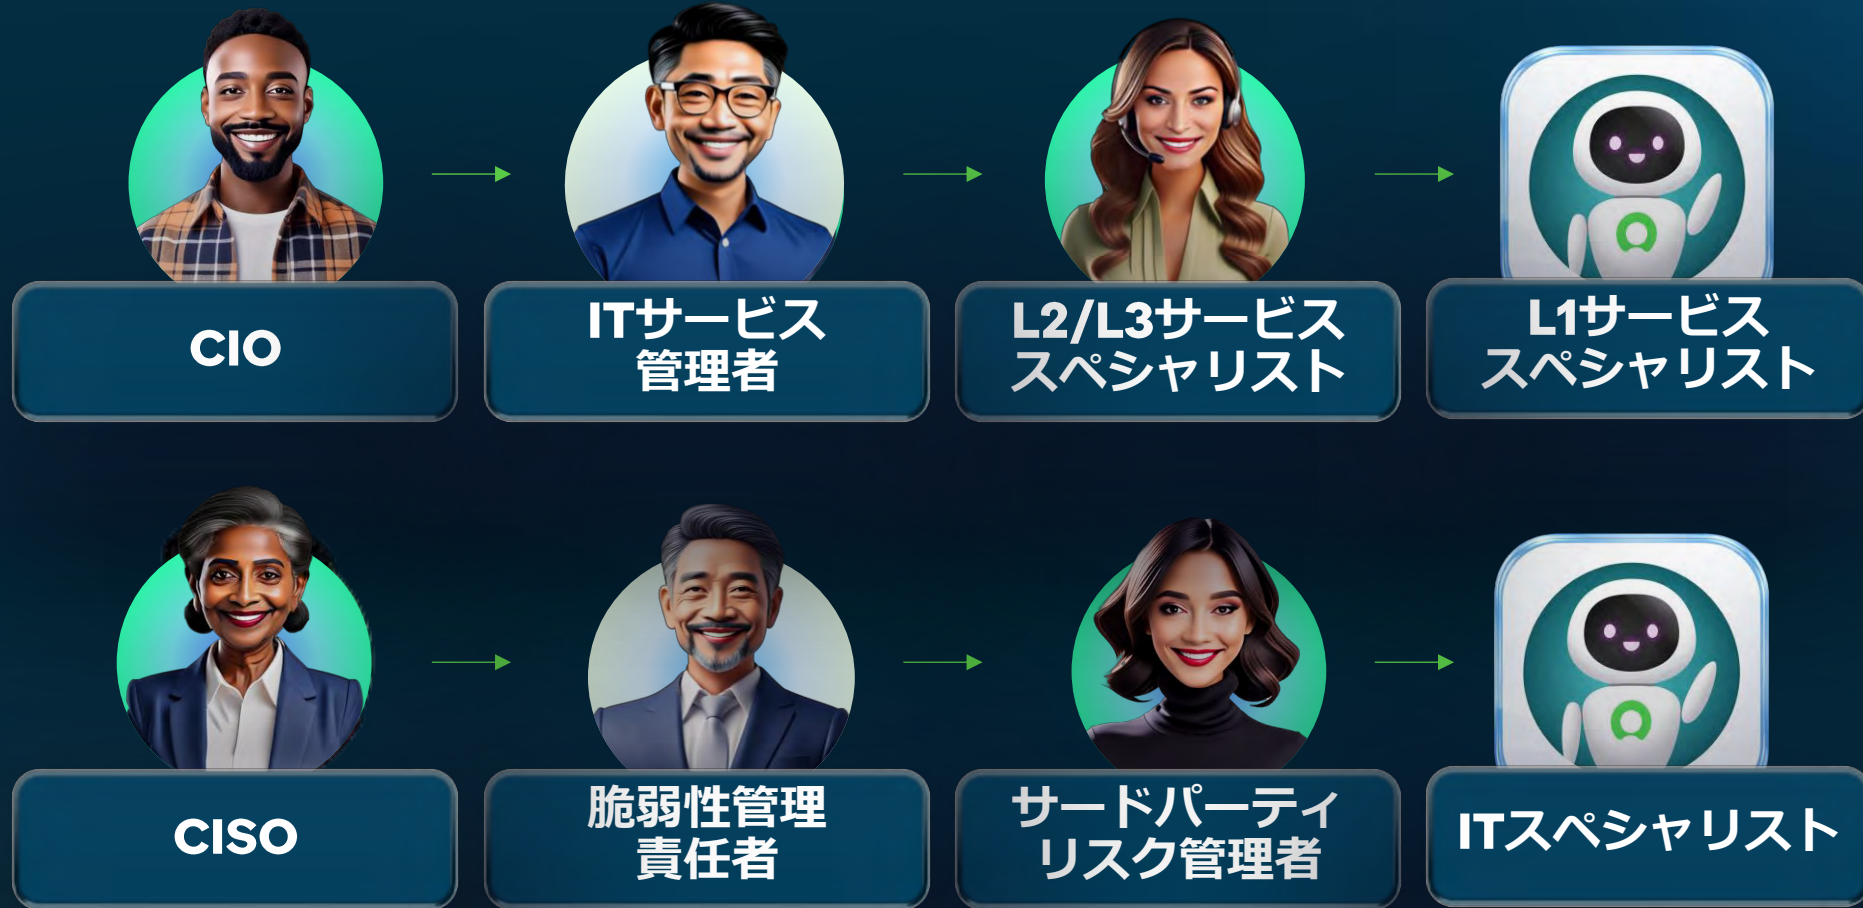 CIO
ITサービス
管理者
L2/L3サービス
スペシャリスト
L1サービス
スペシャリスト
CISO
脆弱性管理
責任者
サードパーティ
リスク管理者
ITスペシャリスト